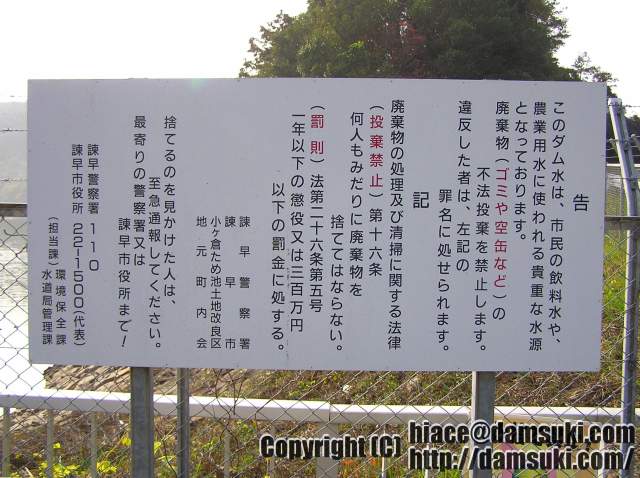 告
このダム水は、市民の飲料水や、
農業用水に使われる貴重な水源
となっております。
廃棄物（ゴミや空缶など）の
不法投棄を禁止します。
違反した者は、左記の
罪名に処せられます。
記
廃棄物の処理及び清掃に関する法律
（投棄禁止）第十六条
何人もみだりに廃棄物を
捨ててはならない。
（罰則）法第二十六条第五号
一年以下の懲役又は三百万円
以下の罰金に処する。
諫早警察署
諫早市
小ヶ倉ため池土地改良区
地元町内会
捨てるのを見かけた人は、
至急通報してください。
最寄りの警察署又は
諫早市役所まで!
諫早警察署 110
諫早市役所 22-1500(代表)
(担当課) 環境保全課
水道局管理課
Copyright (C) hiace@damsuki.com
http://damsuki.com/